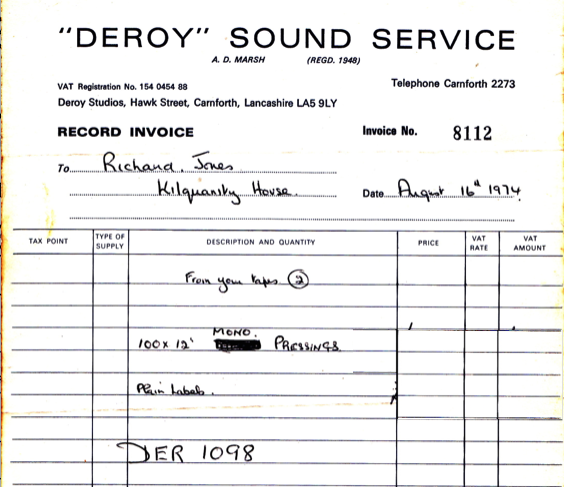 "DEROY" SOUND SERVICE
A. D. MARSH (REGD. 1948)
VAT Registration No. 154 0454 88
Telephone Carnforth 2273
Deroy Studios, Hawk Street, Carnforth, Lancashire LA5 9LY
RECORD INVOICE
Invoice No. 8112
To Richard. Jones
Kilquanity House.
Date August 16th 1974
TAX POINT TYPE OF SUPPLY DESCRIPTION AND QUANTITY PRICE VAT RATE VAT AMOUNT
From your tapes 2
MONO.
100 x 12" PRESSINGS
Plain Labels.
DER 1098